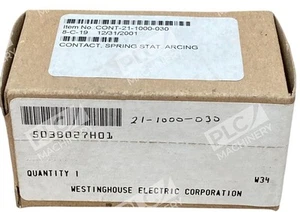 Item No. CONT-21-1000-030
8-C-19 12/31/2001
CONTACT, SPRING STAT. ARCING
21-1000-030
5038027H01
QUANTITY 1
W34
WESTINGHOUSE ELECTRIC CORPORATION
PLC
MACHINERY